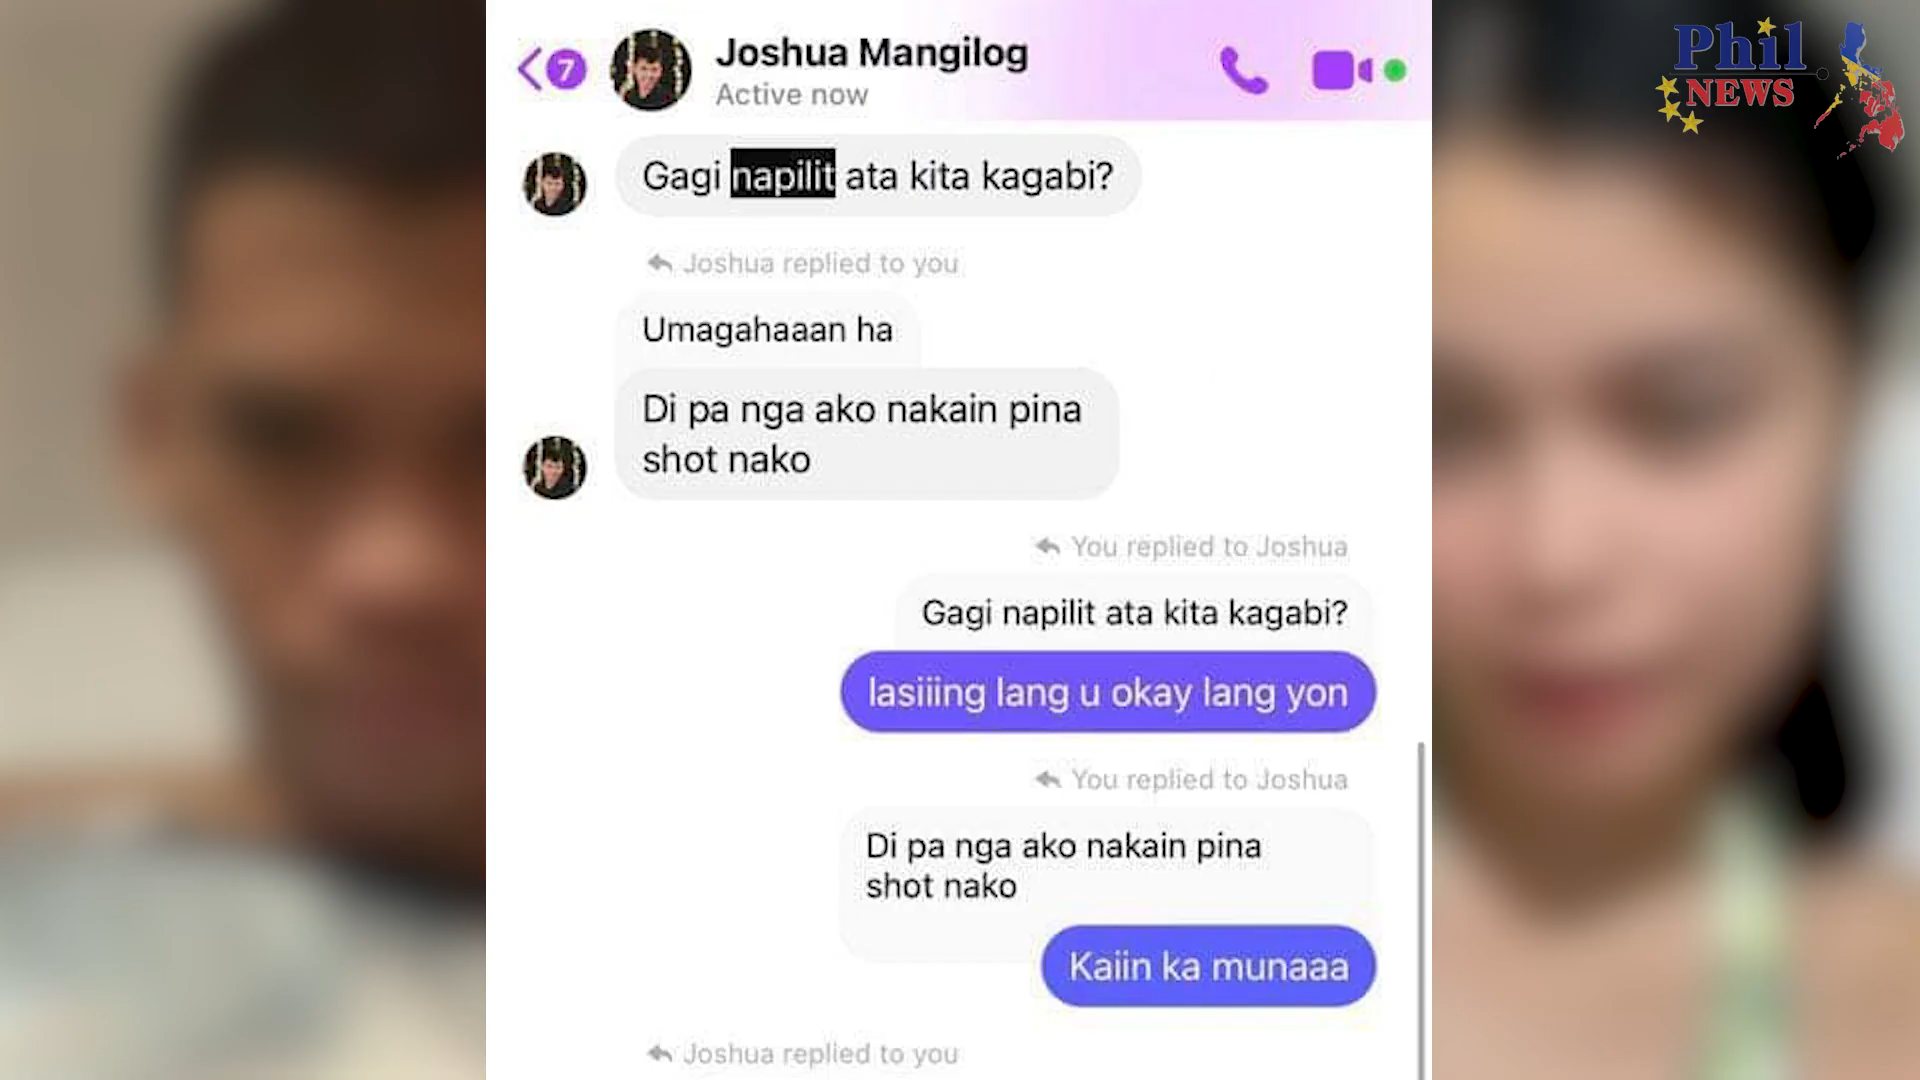 Phil
NEWS
7
Joshua Mangilog
Active now
Gagi napilit ata kita kagabi?
Joshua replied to you
Umagahaaan ha
Di pa nga ako nakain pina
shot nako
You replied to Joshua
Gagi napilit ata kita kagabi?
lasiiing lang u okay lang yon
You replied to Joshua
Di pa nga ako nakain pina
shot nako
Kaiin ka munaaa
Joshua replied to you